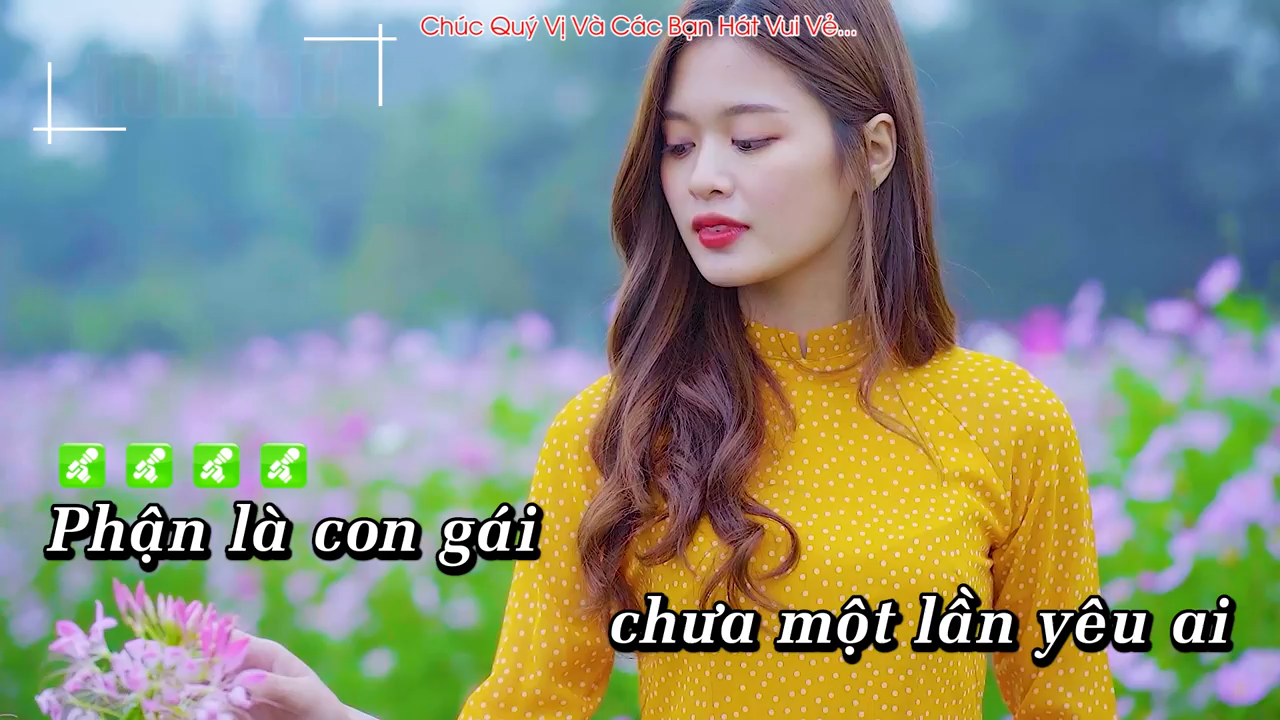 Chúc Quý Vị Và Các Bạn Hát Vui Vẻ...
Phận là con gái
chưa một lần yêu ai